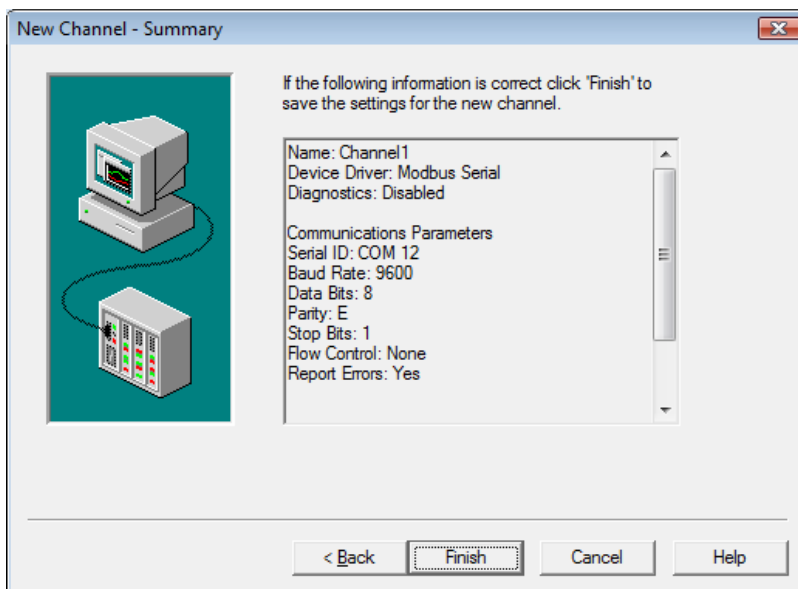 New Channel - Summary
If the following information is correct click 'Finish' to
save the settings for the new channel.
Name: Channel1
Device Driver: Modbus Serial
Diagnostics: Disabled
Communications Parameters
Serial ID: COM 12
Baud Rate: 9600
Data Bits: 8
Parity: E
Stop Bits: 1
Flow Control: None
Report Errors: Yes
< Back
Finish
Cancel
Help